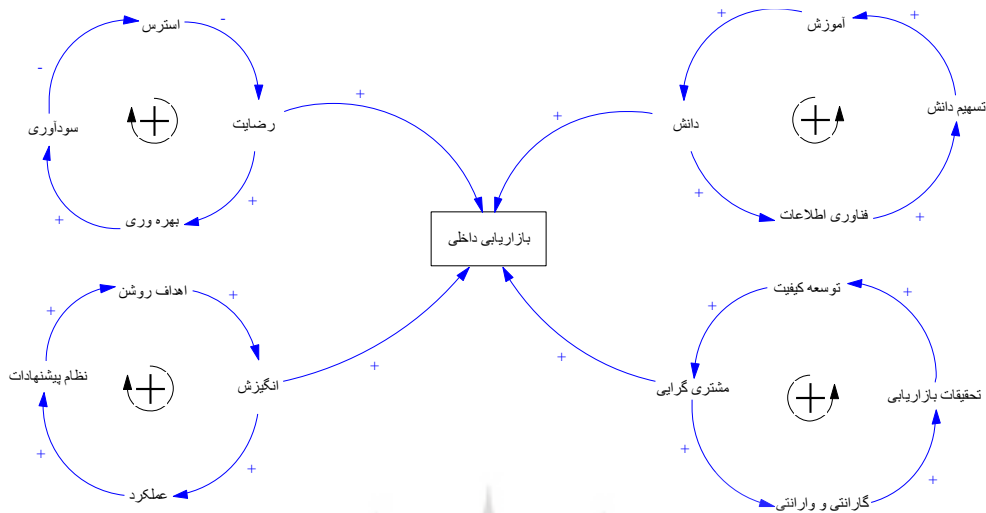 استرس
-
-
رضایت
سودآوری
بهره وری
+
+
+
+
آموزش
+
+
دانش
تسهیم دانش
فناوری اطلاعات
+
+
+
+
بازاریابی داخلی
اهداف روشن
+
+
انگیزش
نظام پیشنهادات
عملکرد
+
+
+
+
توسعه کیفیت
+
+
مشتری گرایی
تحقیقات بازاریابی
گارانتی و وارانتی
+
+
+
+